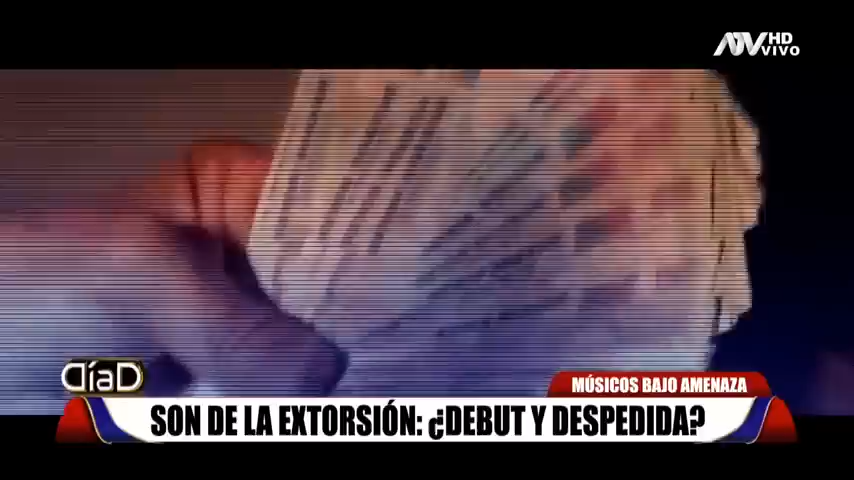 ATV HD
VIVO
DíaD
MÚSICOS BAJO AMENAZA
SON DE LA EXTORSIÓN: ¿DEBUT Y DESPEDIDA?